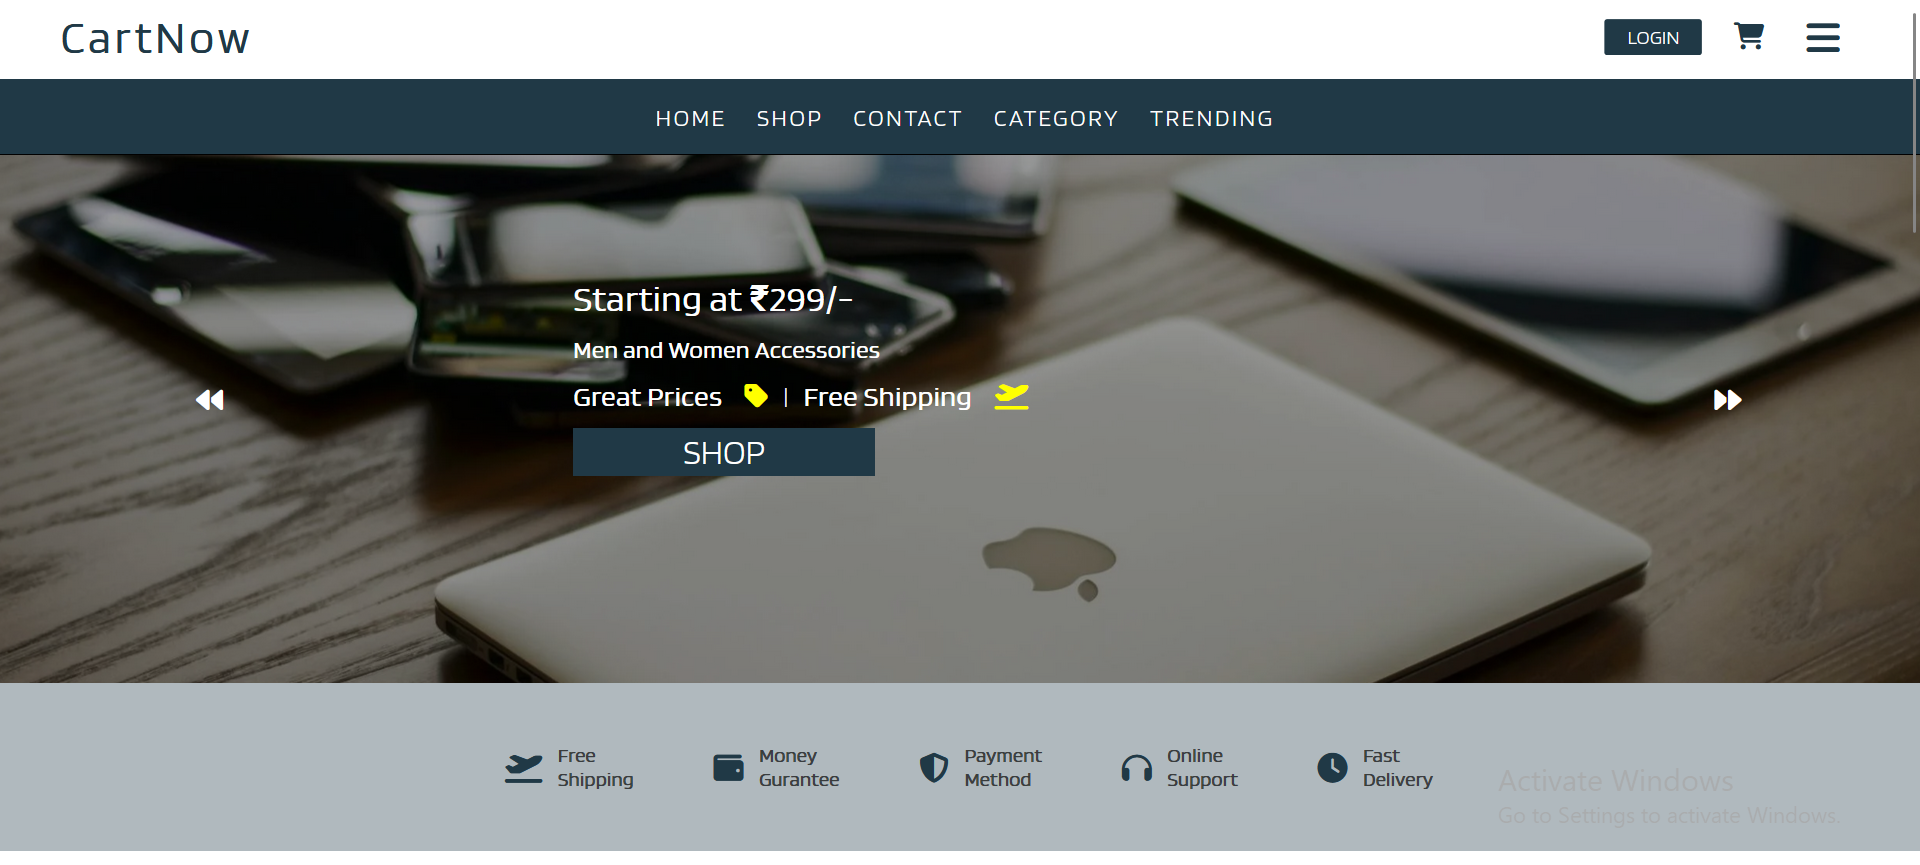 CartNow
LOGIN
HOME SHOP CONTACT CATEGORY TRENDING
Starting at ₹299/-
Men and Women Accessories
Great Prices | Free Shipping
SHOP
Free Shipping
Money Gurantee
Payment Method
Online Support
Fast Delivery
Activate Windows
Go to Settings to activate Windows.